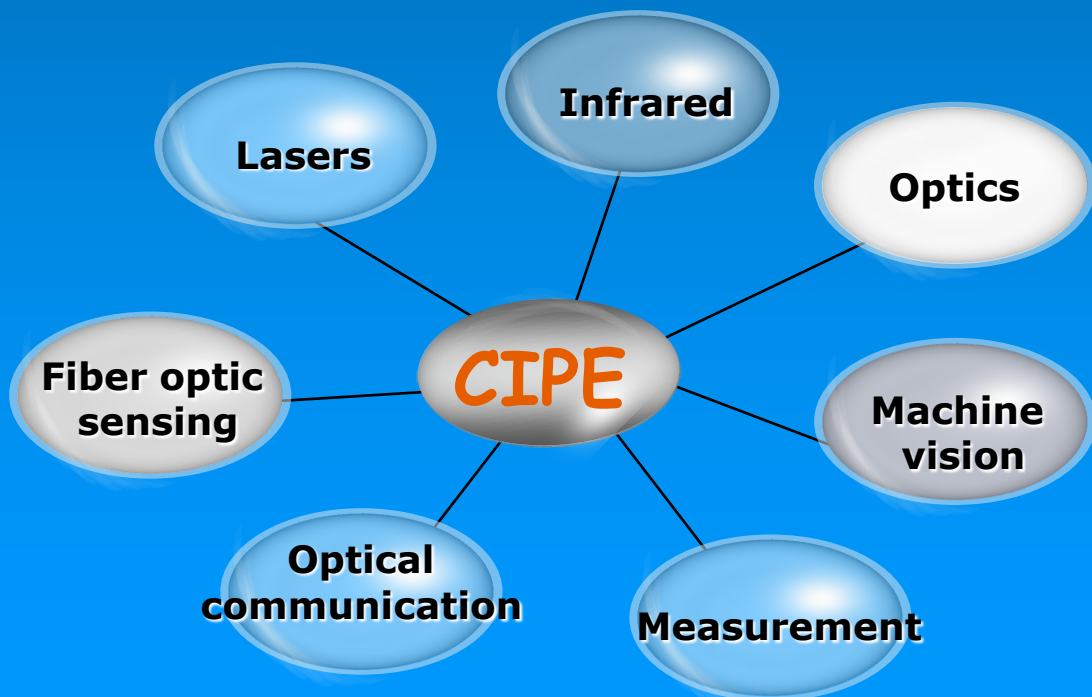 Infrared
Lasers
Optics
CIPE
Fiber optic
sensing
Machine
vision
Optical
communication
Measurement